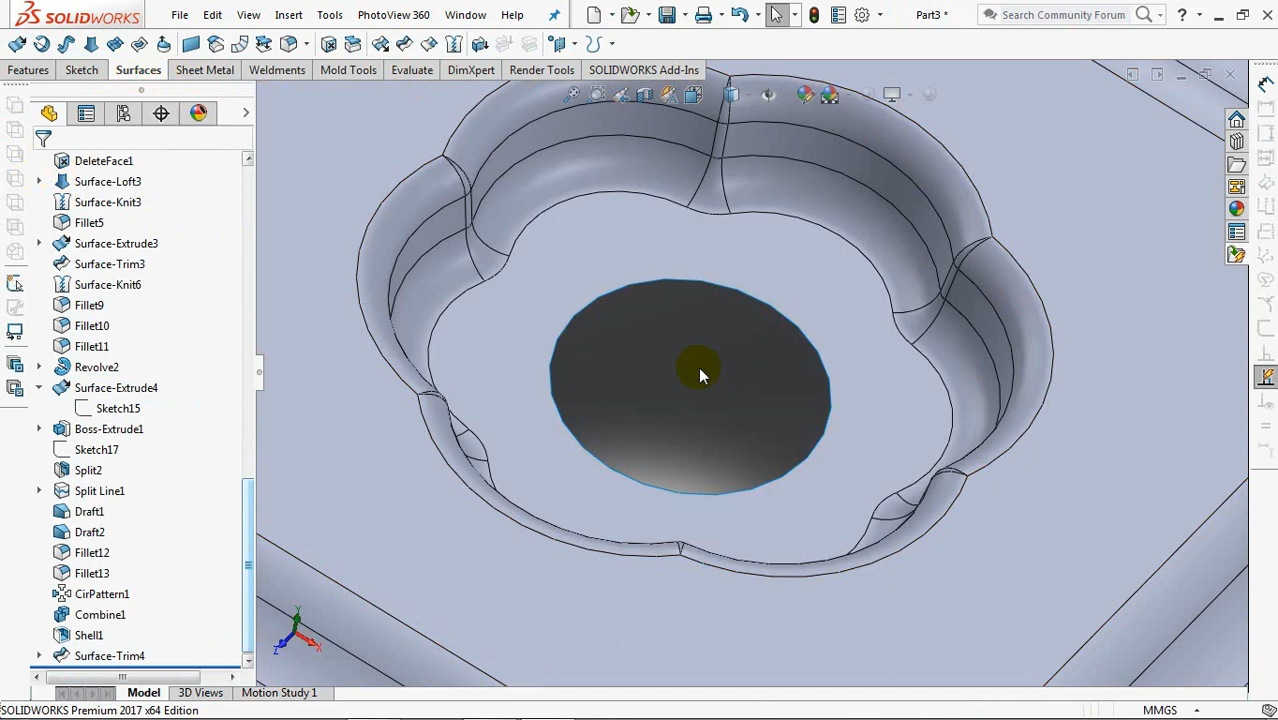 SOLIDWORKS File Edit View Insert Tools PhotoView 360 Window Help Part3 * Search Community Forum ?
Features Sketch Surfaces Sheet Metal Weldments Mold Tools Evaluate DimXpert Render Tools SOLIDWORKS Add-Ins
DeleteFace1
Surface-Loft3
Surface-Knit3
Fillet5
Surface-Extrude3
Surface-Trim3
Surface-Knit6
Fillet9
Fillet10
Fillet11
Revolve2
Surface-Extrude4
Sketch15
Boss-Extrude1
Sketch17
Split2
Split Line1
Draft1
Draft2
Fillet12
Fillet13
CirPattern1
Combine1
Shell1
Surface-Trim4
Y
X
Z
Model 3D Views Motion Study 1
SOLIDWORKS Premium 2017 x64 Edition MMGS